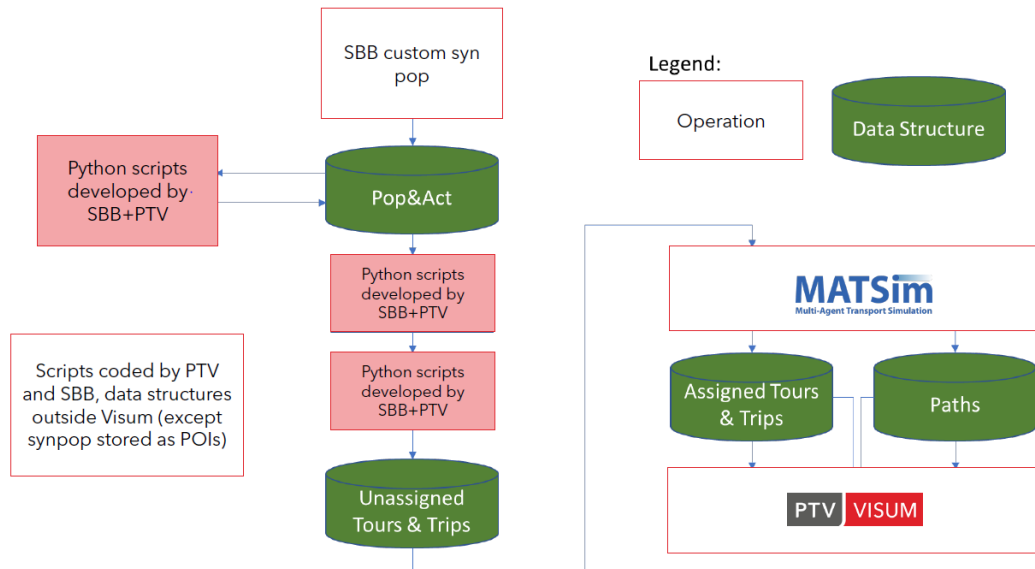 SBB custom syn
pop
Legend:
Operation
Data Structure
Python scripts
developed by·
SBB+PTV
Pop&Act
Python scripts
developed by
SBB+PTV
MATSim
Multi-Agent Transport Simulation
Scripts coded by PTV
and SBB, data structures
outside Visum (except
synpop stored as POIs)
Python scripts
developed by
SBB+PTV
Assigned Tours
& Trips
Paths
Unassigned
Tours & Trips
PTV VISUM